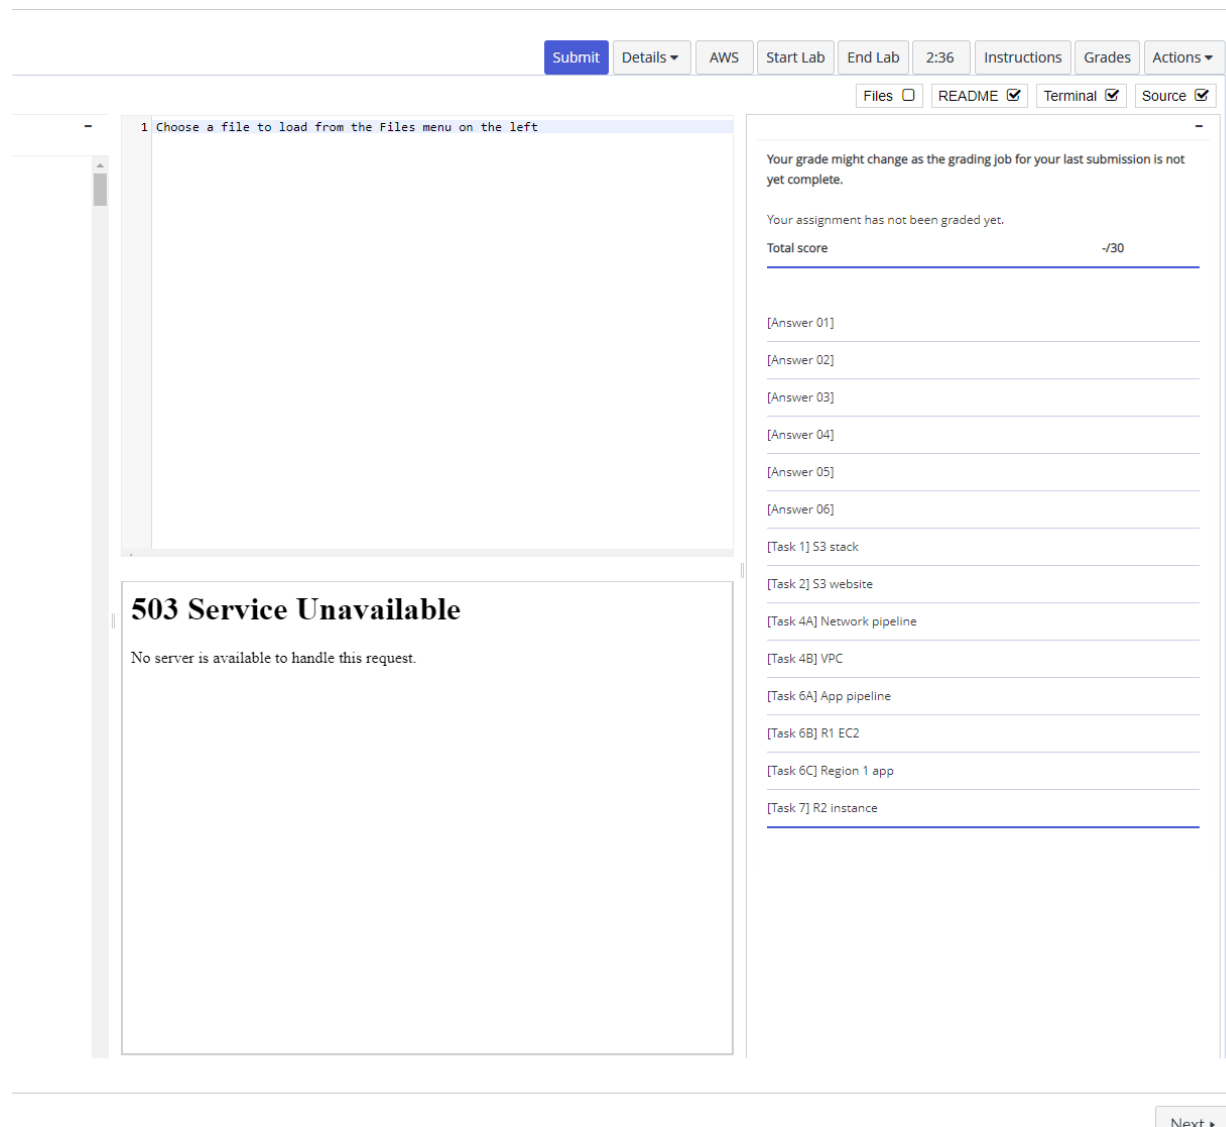 Submit Details AWS Start Lab End Lab 2:36 Instructions Grades Actions
Files README Terminal Source
1 Choose a file to load from the Files menu on the left
Your grade might change as the grading job for your last submission is not
yet complete.
Your assignment has not been graded yet.
Total score -/30
[Answer 01]
[Answer 02]
[Answer 03]
[Answer 04]
[Answer 05]
[Answer 06]
[Task 1] S3 stack
[Task 2] S3 website
[Task 4A] Network pipeline
[Task 4B] VPC
[Task 6A] App pipeline
[Task 6B] R1 EC2
[Task 6C] Region 1 app
[Task 7] R2 instance
503 Service Unavailable
No server is available to handle this request.
Next